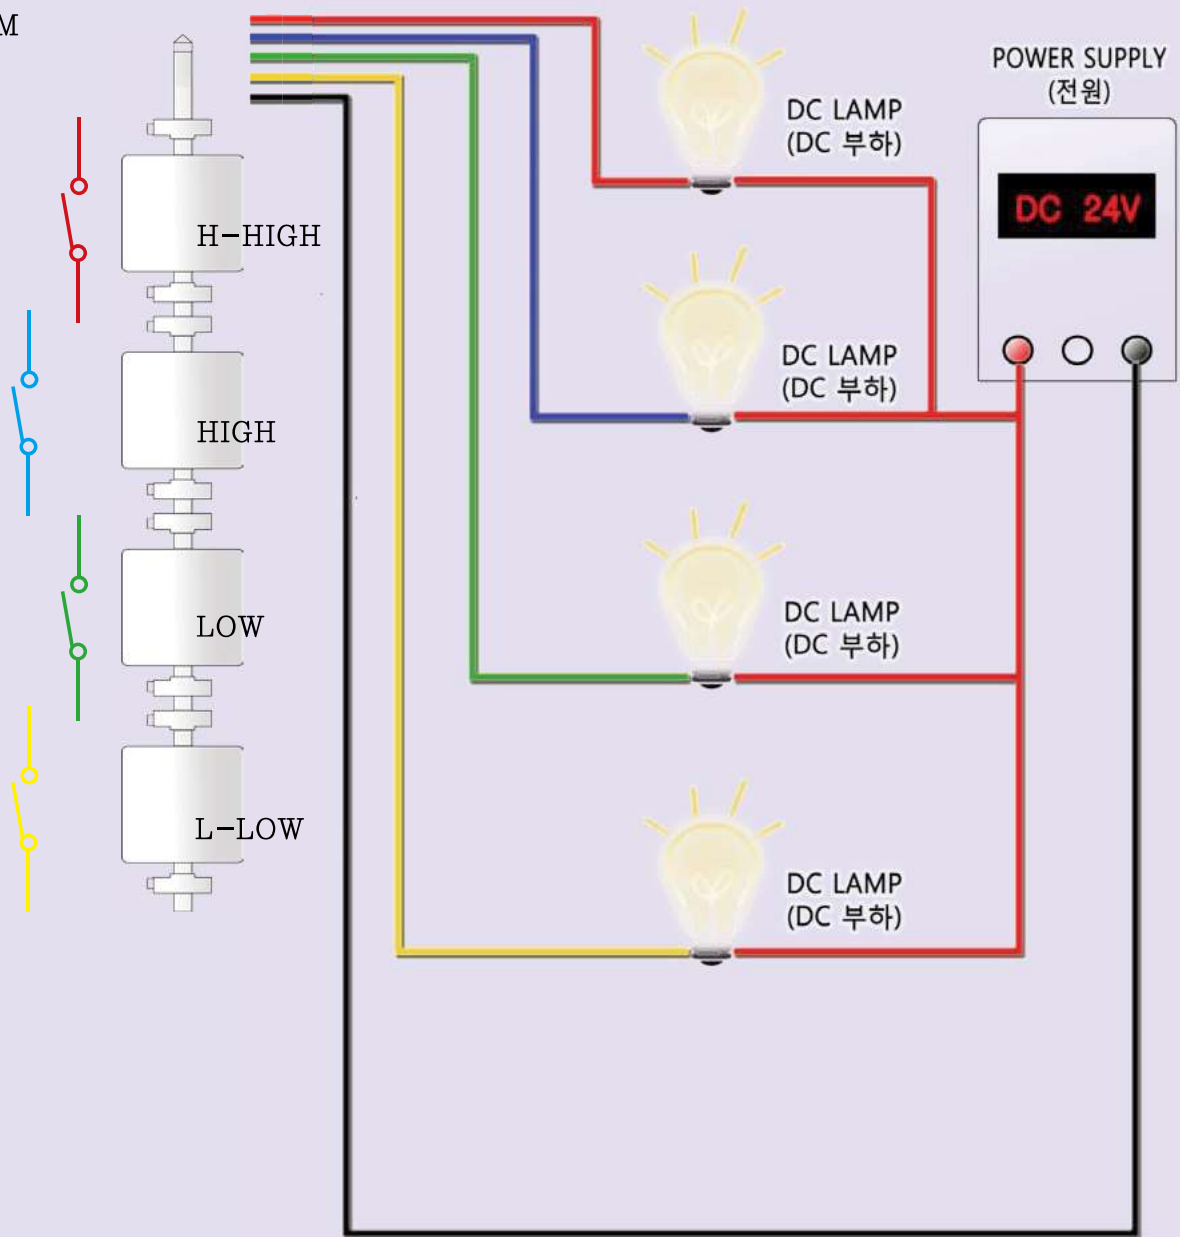 M
POWER SUPPLY
(전원)
DC LAMP
(DC 부하)
DC 24V
H-HIGH
DC LAMP
(DC 부하)
HIGH
DC LAMP
(DC 부하)
LOW
L-LOW
DC LAMP
(DC 부하)